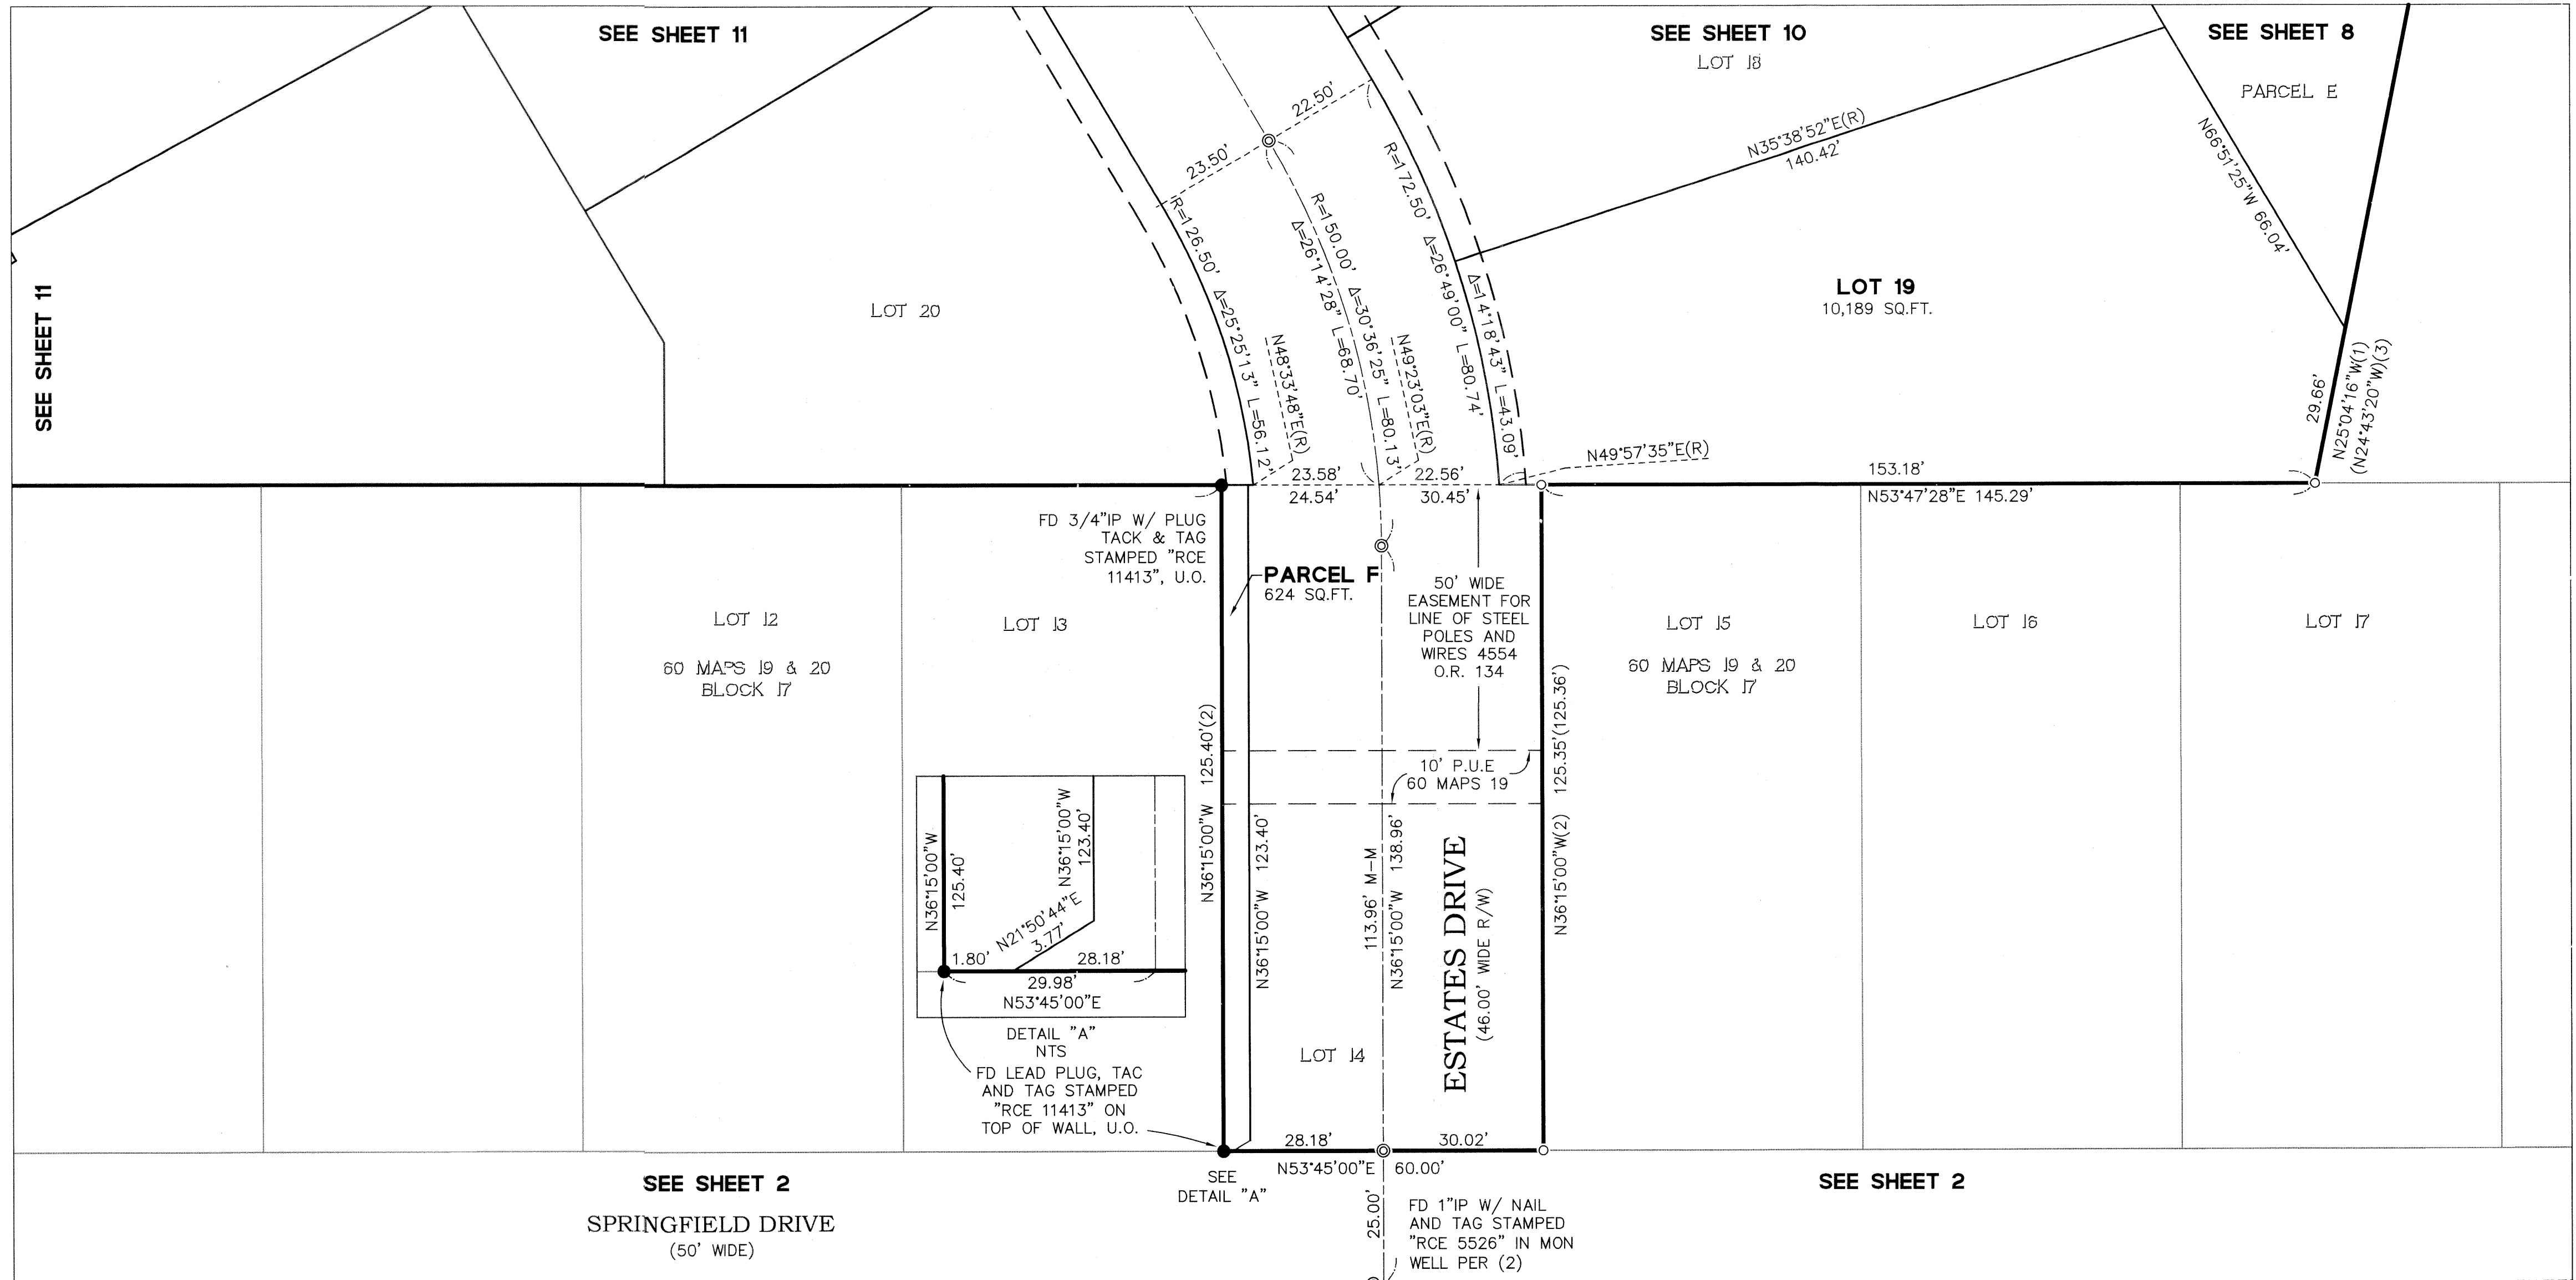 SEE SHEET 11
SEE SHEET 10
LOT 18
SEE SHEET 8
PARCEL E
22.50'
23.50'
N35°38'52"E(R)
140.42'
N66°51'25"W 66.04'
SEE SHEET 11
LOT 20
R=126.50' Δ=25°25'13" L=56.12'
N48°33'48"E(R)
Δ=26°14'28" L=68.70'
R=150.00' Δ=30°36'25" L=80.13'
N49°23'03"E(R)
R=172.50' Δ=26°49'00" L=80.74'
Δ=14°18'43" L=43.09'
LOT 19
10,189 SQ.FT.
29.66'
N25°04'16"W(1)
(N24°43'20"W)(3)
N49°57'35"E(R)
23.58'
22.56'
153.18'
24.54'
30.45'
N53°47'28"E 145.29'
FD 3/4"IP W/ PLUG
TACK & TAG
STAMPED "RCE
11413", U.O.
PARCEL F
624 SQ.FT.
50' WIDE
EASEMENT FOR
LINE OF STEEL
POLES AND
WIRES 4554
O.R. 134
LOT 12
60 MAPS 19 & 20
BLOCK 17
LOT 13
LOT 15
60 MAPS 19 & 20
BLOCK 17
LOT 16
LOT 17
N36°15'00"W 125.40'(2)
N36°15'00"W 123.40'
10' P.U.E
60 MAPS 19
113.96' M-M
N36°15'00"W 138.96'
ESTATES DRIVE
(46.00' WIDE R/W)
N36°15'00"W(2) 125.35'(125.36')
N36°15'00"W
125.40'
N36°15'00"W
123.40'
N21°50'44"E
3.77'
1.80'
28.18'
29.98'
N53°45'00"E
DETAIL "A"
NTS
FD LEAD PLUG, TAC
AND TAG STAMPED
"RCE 11413" ON
TOP OF WALL, U.O.
LOT 14
28.18'
30.02'
N53°45'00"E 60.00'
SEE
DETAIL "A"
SEE SHEET 2
SPRINGFIELD DRIVE
(50' WIDE)
25.00'
FD 1"IP W/ NAIL
AND TAG STAMPED
"RCE 5526" IN MON
WELL PER (2)
SEE SHEET 2